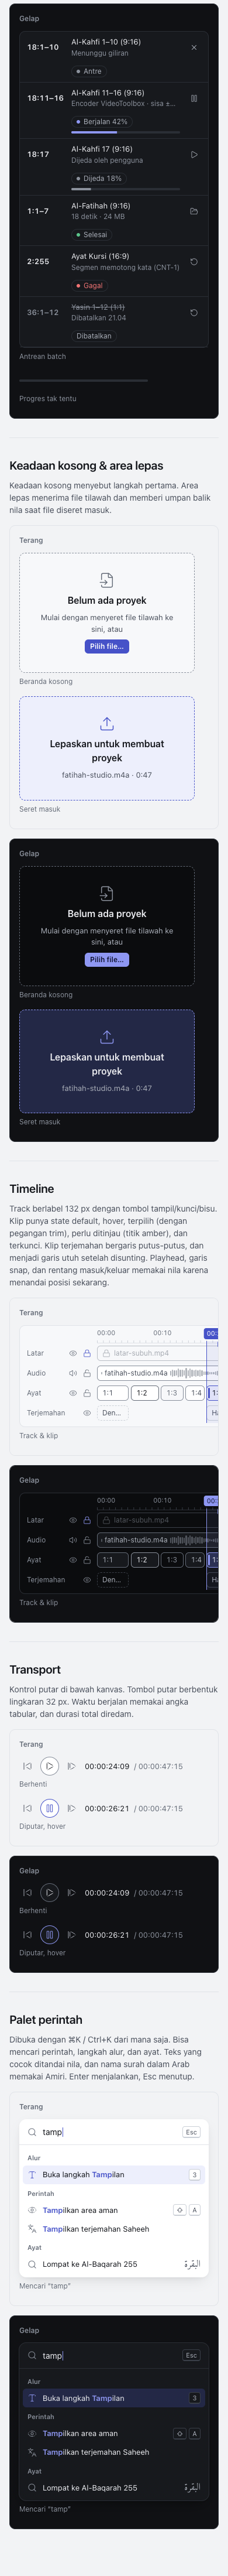 Gelap
18:1–10
Al-Kahfi 1–10 (9:16)
Menunggu giliran
Antre
18:11–16
Al-Kahfi 11–16 (9:16)
Encoder VideoToolbox · sisa ±...
Berjalan 42%
18:17
Al-Kahfi 17 (9:16)
Dijeda oleh pengguna
Dijeda 18%
1:1–7
Al-Fatihah (9:16)
18 detik · 24 MB
Selesai
2:255
Ayat Kursi (16:9)
Segmen memotong kata (CNT-1)
Gagal
36:1–12
Yasin 1–12 (1:1)
Dibatalkan 21.04
Dibatalkan
Antrean batch
Progres tak tentu
Keadaan kosong & area lepas
Keadaan kosong menyebut langkah pertama. Area
lepas menerima file tilawah dan memberi umpan balik
nila saat file diseret masuk.
Terang
Belum ada proyek
Mulai dengan menyeret file tilawah ke
sini, atau
Pilih file...
Beranda kosong
Lepaskan untuk membuat
proyek
fatihah-studio.m4a · 0:47
Seret masuk
Gelap
Belum ada proyek
Mulai dengan menyeret file tilawah ke
sini, atau
Pilih file...
Beranda kosong
Lepaskan untuk membuat
proyek
fatihah-studio.m4a · 0:47
Seret masuk
Timeline
Track berlabel 132 px dengan tombol tampil/kunci/bisu.
Klip punya state default, hover, terpilih (dengan
pegangan trim), perlu ditinjau (titik amber), dan
terkunci. Klip terjemahan bergaris putus-putus, dan
menjadi garis utuh setelah disunting. Playhead, garis
snap, dan rentang masuk/keluar memakai nila karena
menandai posisi sekarang.
Terang
00:00 00:10 00:
Latar latar-subuh.mp4
Audio fatihah-studio.m4a
Ayat 1:1 1:2 1:3 1:4 1:
Terjemahan Den... Ha
Track & klip
Gelap
00:00 00:10 00:
Latar latar-subuh.mp4
Audio fatihah-studio.m4a
Ayat 1:1 1:2 1:3 1:4 1:
Terjemahan Den... Ha
Track & klip
Transport
Kontrol putar di bawah kanvas. Tombol putar berbentuk
lingkaran 32 px. Waktu berjalan memakai angka
tabular, dan durasi total diredam.
Terang
00:00:24:09 / 00:00:47:15
Berhenti
00:00:26:21 / 00:00:47:15
Diputar, hover
Gelap
00:00:24:09 / 00:00:47:15
Berhenti
00:00:26:21 / 00:00:47:15
Diputar, hover
Palet perintah
Dibuka dengan ⌘K / Ctrl+K dari mana saja. Bisa
mencari perintah, langkah alur, dan ayat. Teks yang
cocok ditandai nila, dan nama surah dalam Arab
memakai Amiri. Enter menjalankan, Esc menutup.
Terang
tamp Esc
Alur
Buka langkah Tampilan 3
Perintah
Tampilkan area aman ⇧ A
Tampilkan terjemahan Saheeh
Ayat
Lompat ke Al-Baqarah 255 البقرة
Mencari “tamp”
Gelap
tamp Esc
Alur
Buka langkah Tampilan 3
Perintah
Tampilkan area aman ⇧ A
Tampilkan terjemahan Saheeh
Ayat
Lompat ke Al-Baqarah 255 البقرة
Mencari “tamp”